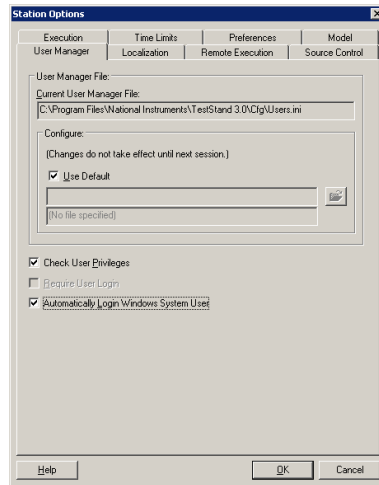 Station Options
Execution Time Limits Preferences Model
User Manager Localization Remote Execution Source Control
User Manager File:
Current User Manager File:
C:\Program Files\National Instruments\TestStand 3.0\Cfg\Users.ini
Configure:
(Changes do not take effect until next session.)
Use Default
(No file specified)
Check User Privileges
Require User Login
Automatically Login Windows System User
Help OK Cancel